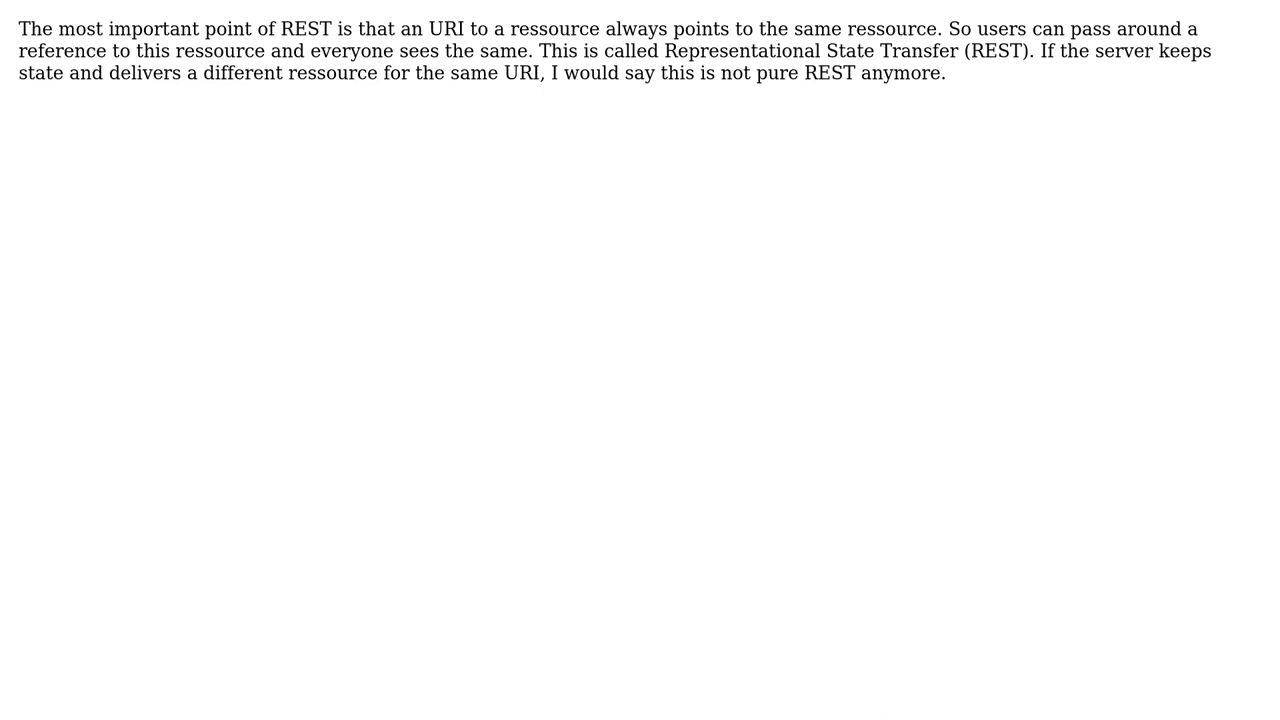 The most important point of REST is that an URI to a ressource always points to the same ressource. So users can pass around a
reference to this ressource and everyone sees the same. This is called Representational State Transfer (REST). If the server keeps
state and delivers a different ressource for the same URI, I would say this is not pure REST anymore.